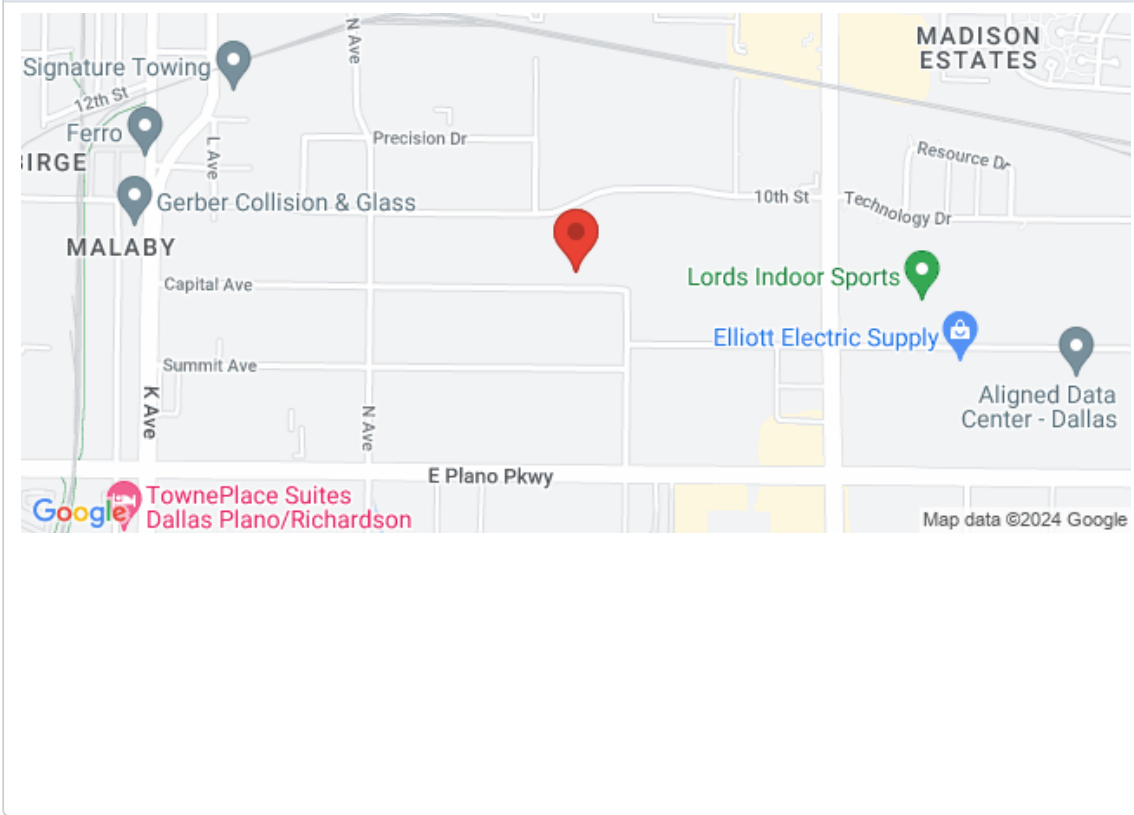 MADISON
ESTATES
N Ave
Signature Towing
12th St
Ferro
Precision Dr
L Ave
BIRGE
Resource Dr
Gerber Collision & Glass
10th St
Technology Dr
MALABY
Lords Indoor Sports
Capital Ave
Elliott Electric Supply
Summit Ave
Aligned Data
Center - Dallas
K Ave
N Ave
E Plano Pkwy
TownePlace Suites
Dallas Plano/Richardson
Google
Map data ©2024 Google